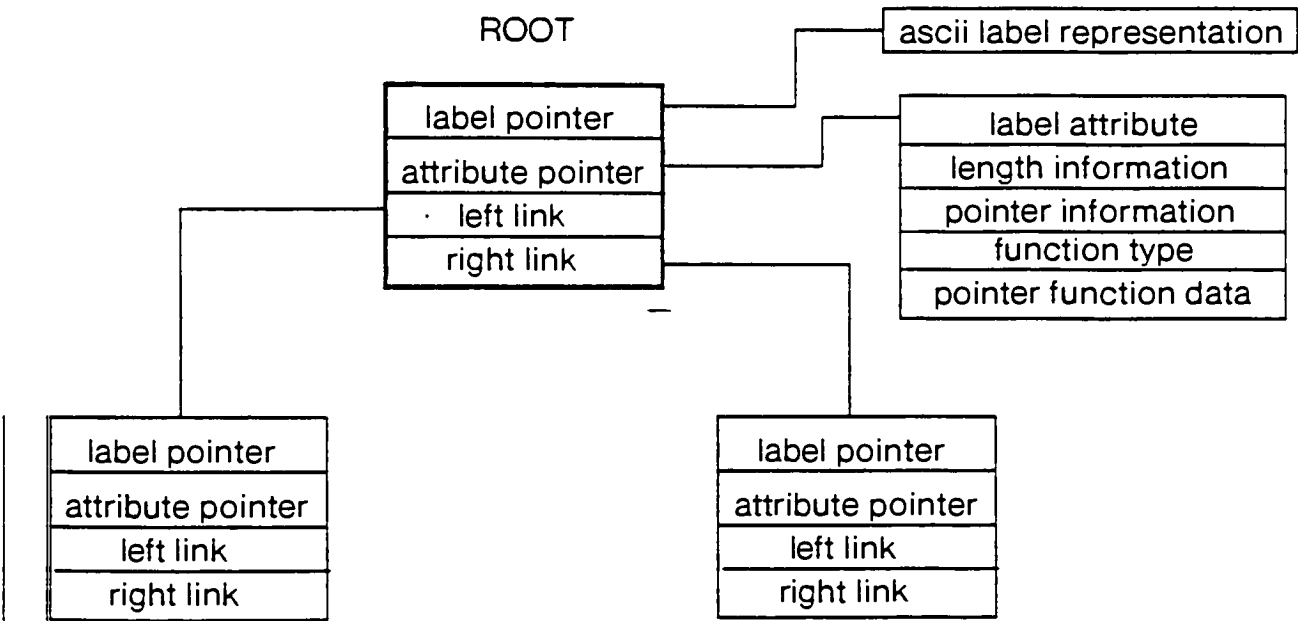 ROOT
ascii label representation
label pointer
attribute pointer
left link
right link
label attribute
length information
pointer information
function type
pointer function data
label pointer
attribute pointer
left link
right link
label pointer
attribute pointer
left link
right link